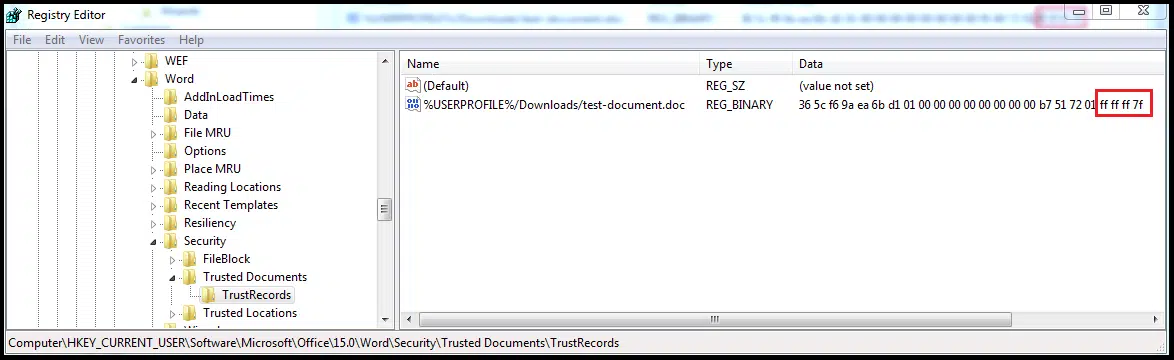 Registry Editor
File Edit View Favorites Help
WEF
Word
AddInLoadTimes
Data
File MRU
Options
Place MRU
Reading Locations
Recent Templates
Resiliency
Security
FileBlock
Trusted Documents
TrustRecords
Trusted Locations
Name Type Data
(Default) REG_SZ (value not set)
%USERPROFILE%/Downloads/test-document.doc REG_BINARY 36 5c f6 9a ea 6b d1 01 00 00 00 00 00 00 00 00 b7 51 72 01 ff ff ff 7f
Computer\HKEY_CURRENT_USER\Software\Microsoft\Office\15.0\Word\Security\Trusted Documents\TrustRecords